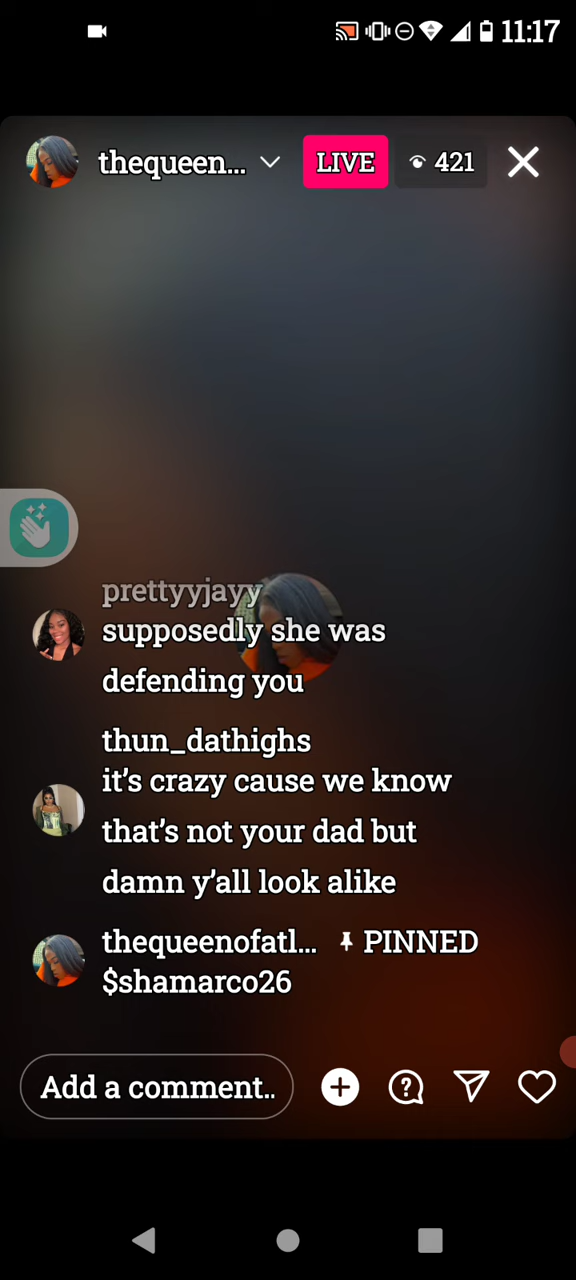 11:17
thequeen...
LIVE
421
prettyyjayy
supposedly she was
defending you
thun_dathighs
it's crazy cause we know
that's not your dad but
damn y'all look alike
thequeenofatl... PINNED
$shamarco26
Add a comment..